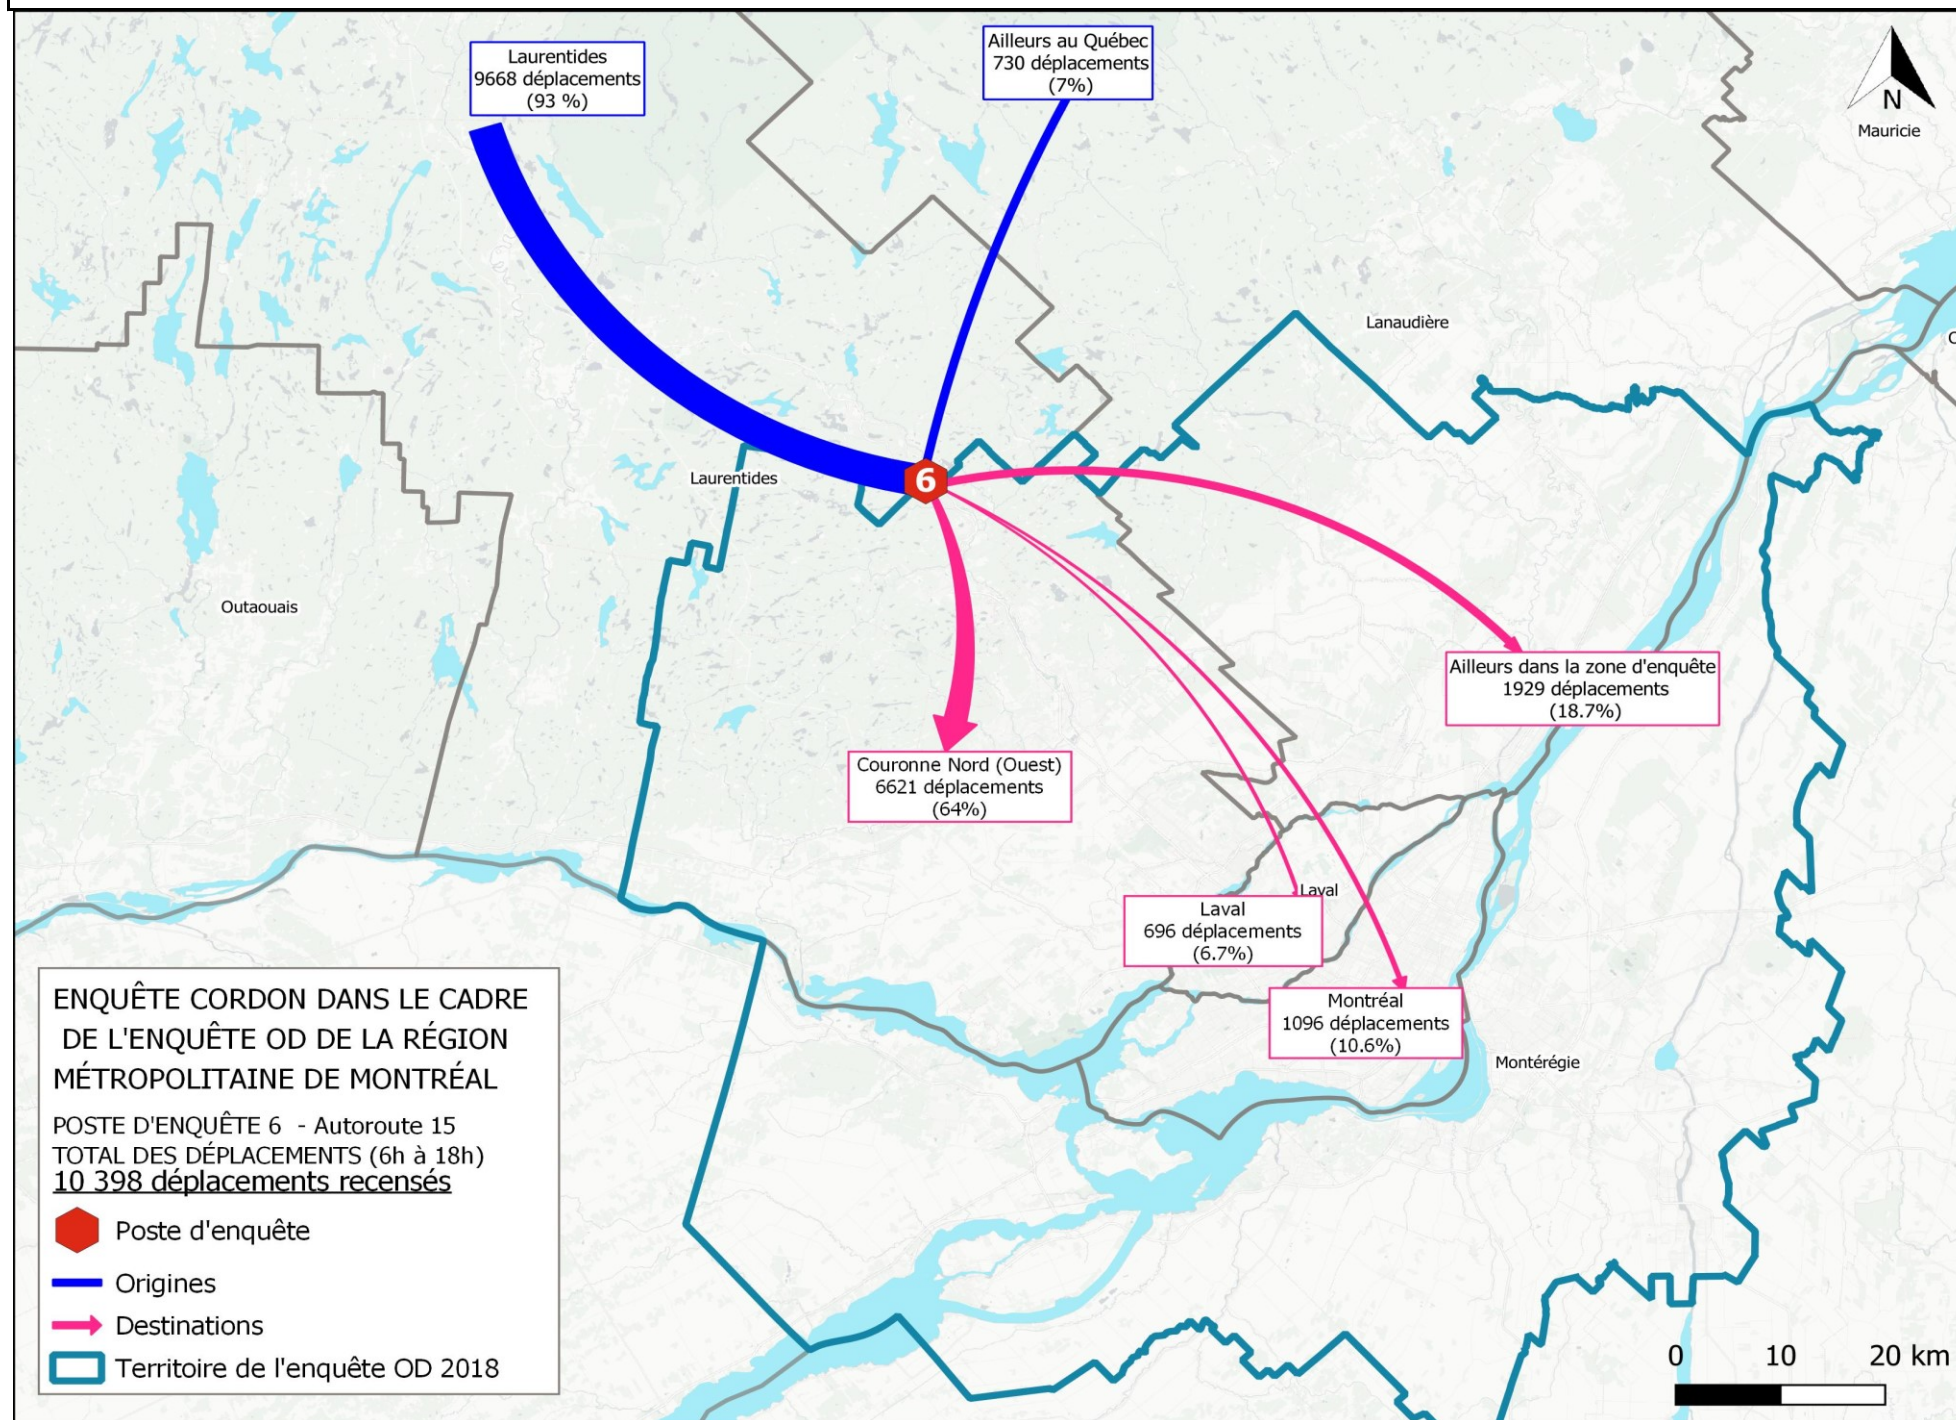 Laurentides
9668 déplacements
(93 %)
Ailleurs au Québec
730 déplacements
(7%)
N
Mauricie
Lanaudière
Laurentides
6
Outaouais
Ailleurs dans la zone d'enquête
1929 déplacements
(18.7%)
Couronne Nord (Ouest)
6621 déplacements
(64%)
Laval
Laval
696 déplacements
(6.7%)
Montréal
1096 déplacements
(10.6%)
Montérégie
ENQUÊTE CORDON DANS LE CADRE
DE L'ENQUÊTE OD DE LA RÉGION
MÉTROPOLITAINE DE MONTRÉAL
POSTE D'ENQUÊTE 6 - Autoroute 15
TOTAL DES DÉPLACEMENTS (6h à 18h)
10 398 déplacements recensés
Poste d'enquête
Origines
Destinations
Territoire de l'enquête OD 2018
0 10 20 km